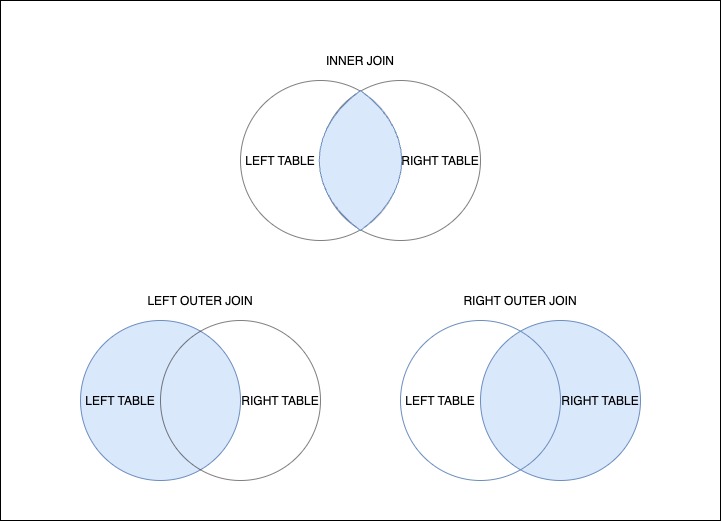 INNER JOIN
LEFT TABLE
RIGHT TABLE
LEFT OUTER JOIN
RIGHT OUTER JOIN
LEFT TABLE
RIGHT TABLE
LEFT TABLE
RIGHT TABLE